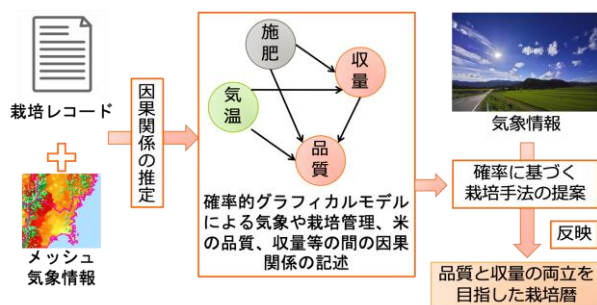 栽培レコード
メッシュ
気象情報
因果関係の推定
施肥
収量
気温
品質
確率的グラフィカルモデル
による気象や栽培管理、米
の品質、収量等の間の因果
関係の記述
気象情報
確率に基づく
栽培手法の提案
反映
品質と収量の両立を
目指した栽培暦